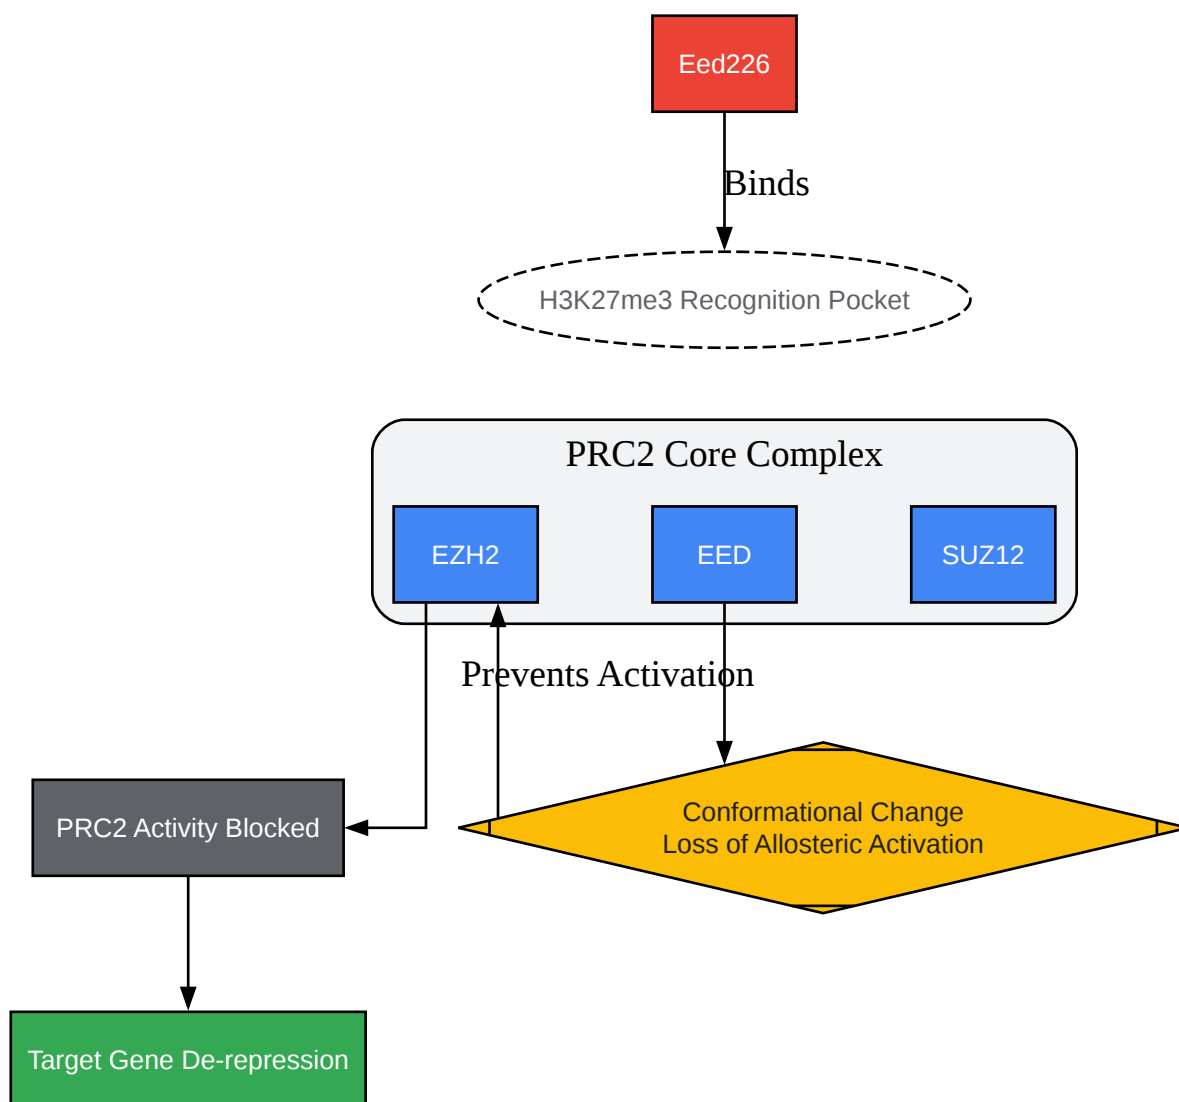 Eed226
Binds
H3K27me3 Recognition Pocket
PRC2 Core Complex
EZH2
EED
SUZ12
Prevents Activation
PRC2 Activity Blocked
Conformational Change
Loss of Allosteric Activation
Target Gene De-repression